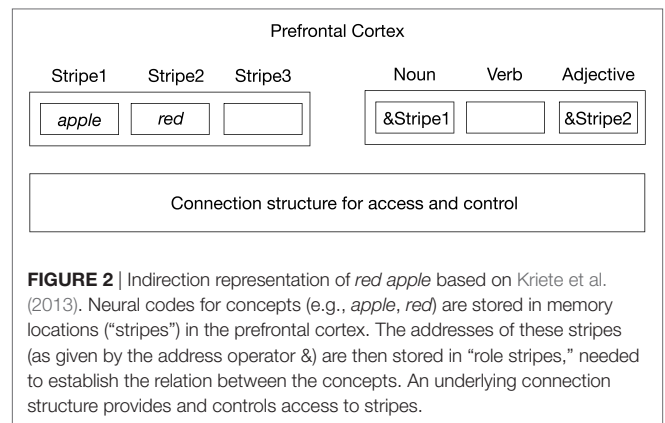 Prefrontal Cortex
Stripe1 Stripe2 Stripe3 Noun Verb Adjective
apple red &Stripe1 &Stripe2
Connection structure for access and control
FIGURE 2 | Indirection representation of red apple based on Kriete et al.
(2013). Neural codes for concepts (e.g., apple, red) are stored in memory
locations (“stripes”) in the prefrontal cortex. The addresses of these stripes
(as given by the address operator &) are then stored in “role stripes,” needed
to establish the relation between the concepts. An underlying connection
structure provides and controls access to stripes.